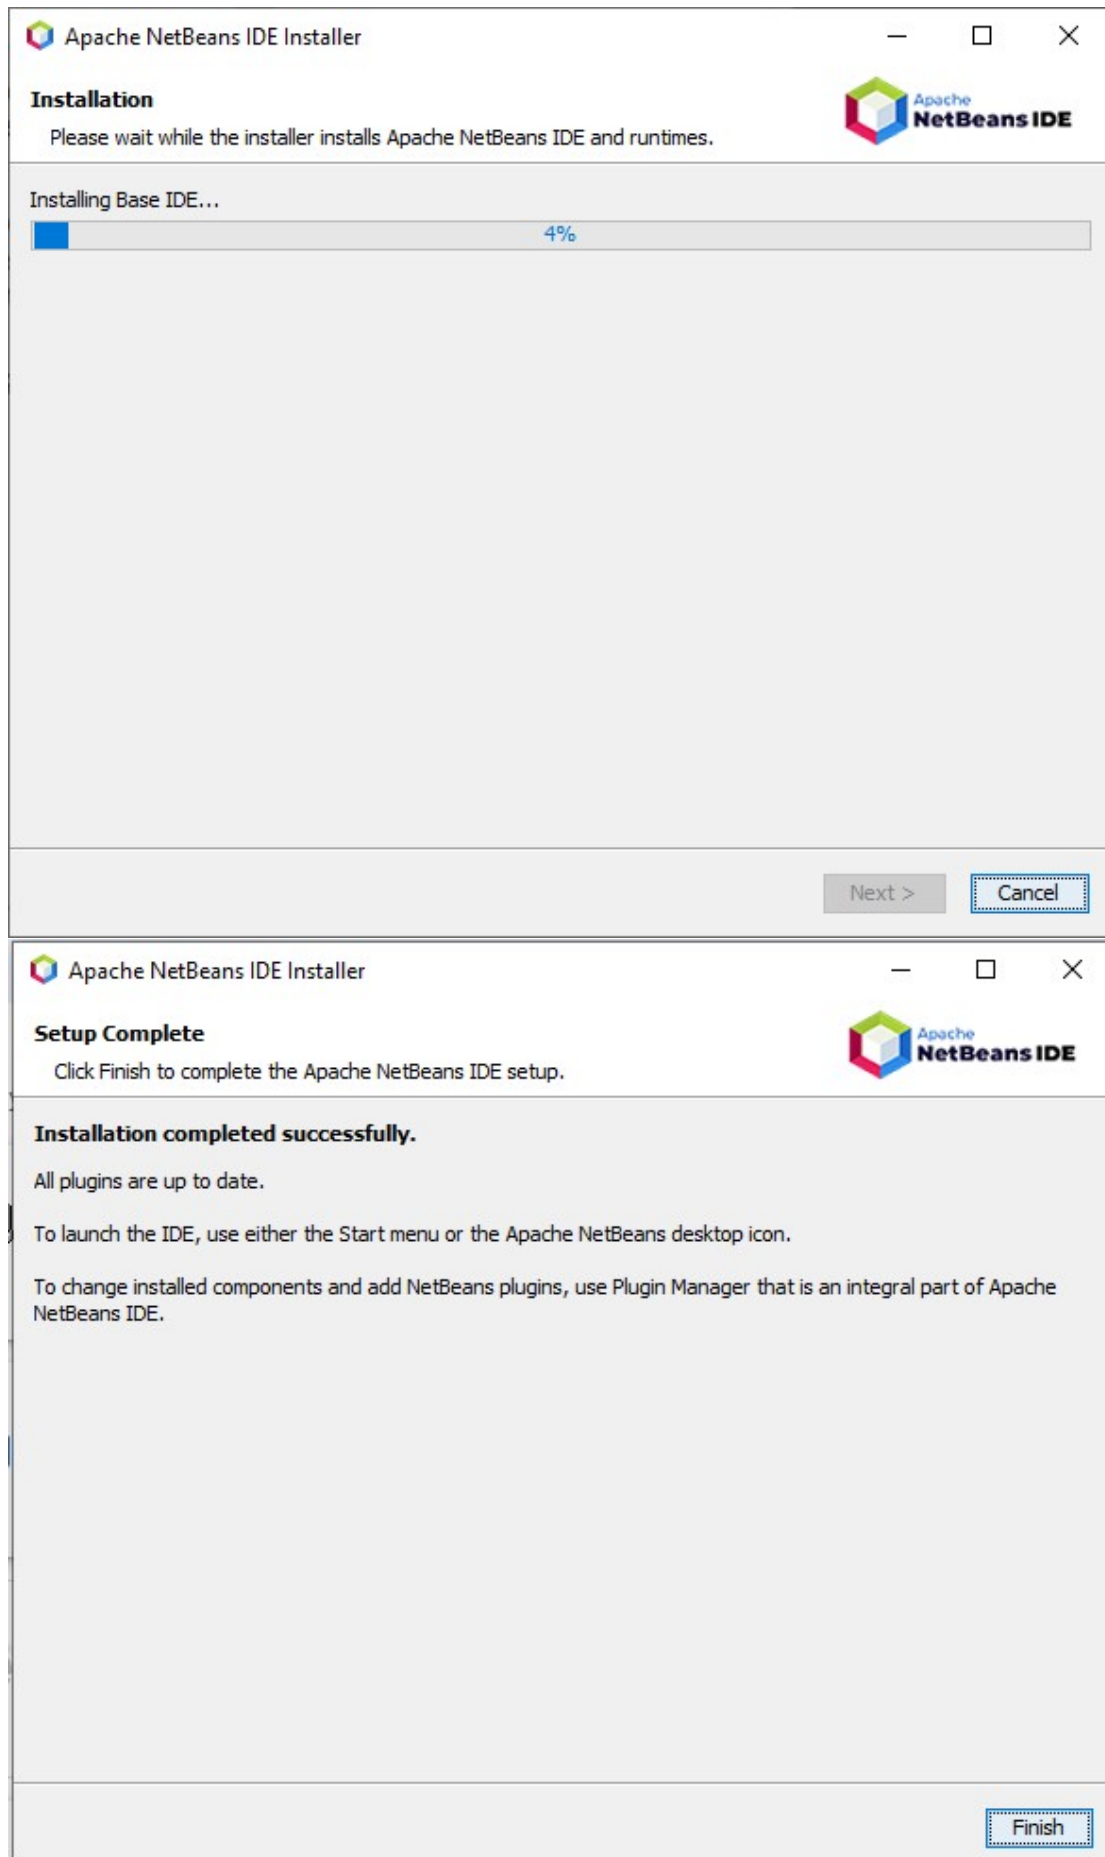 Apache NetBeans IDE Installer
Installation
Please wait while the installer installs Apache NetBeans IDE and runtimes.
Apache
NetBeans IDE
Installing Base IDE...
4%
Next >
Cancel
Apache NetBeans IDE Installer
Setup Complete
Click Finish to complete the Apache NetBeans IDE setup.
Apache
NetBeans IDE
Installation completed successfully.
All plugins are up to date.
To launch the IDE, use either the Start menu or the Apache NetBeans desktop icon.
To change installed components and add NetBeans plugins, use Plugin Manager that is an integral part of Apache
NetBeans IDE.
Finish